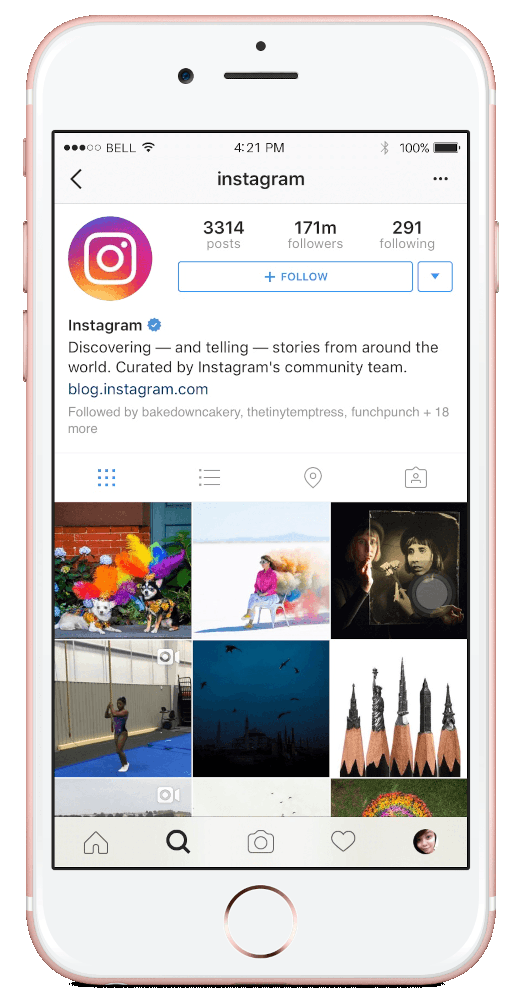 BELL 4:21 PM 100%
instagram
3314 171m 291
posts followers following
+ FOLLOW
Instagram
Discovering — and telling — stories from around the
world. Curated by Instagram's community team.
blog.instagram.com
Followed by bakedowncakery, thetinytemptress, funchpunch + 18
more